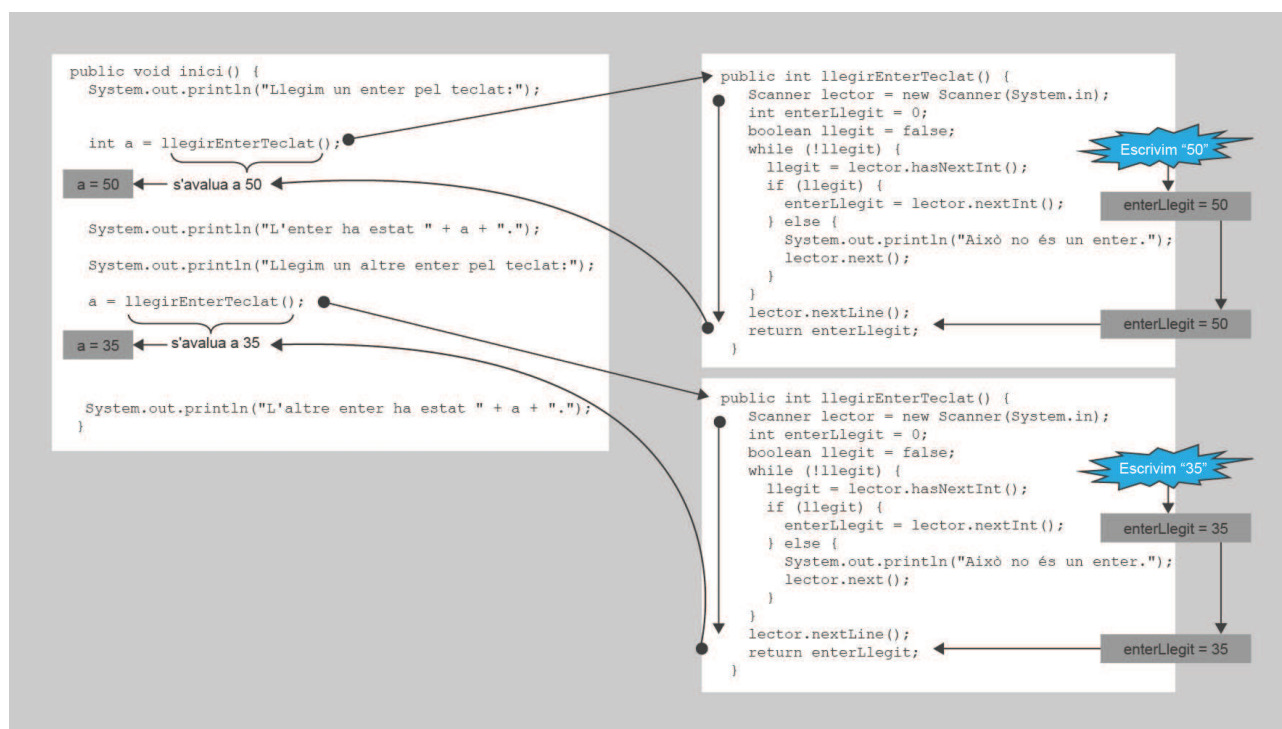 public void inici() {
System.out.println("Llegim un enter pel teclat:");
int a = llegirEnterTeclat();
a = 50
s'avalua a 50
System.out.println("L'enter ha estat " + a + ".");
System.out.println("Llegim un altre enter pel teclat:");
a = llegirEnterTeclat();
a = 35
s'avalua a 35
System.out.println("L'altre enter ha estat " + a + ".");
}
public int llegirEnterTeclat() {
Scanner lector = new Scanner(System.in);
int enterLlegit = 0;
boolean llegit = false;
while (!llegit) {
llegit = lector.hasNextInt();
if (llegit) {
enterLlegit = lector.nextInt();
} else {
System.out.println("Això no és un enter.");
lector.next();
}
}
lector.nextLine();
return enterLlegit;
}
Escrivim “50”
enterLlegit = 50
enterLlegit = 50
public int llegirEnterTeclat() {
Scanner lector = new Scanner(System.in);
int enterLlegit = 0;
boolean llegit = false;
while (!llegit) {
llegit = lector.hasNextInt();
if (llegit) {
enterLlegit = lector.nextInt();
} else {
System.out.println("Això no és un enter.");
lector.next();
}
}
lector.nextLine();
return enterLlegit;
}
Escrivim “35”
enterLlegit = 35
enterLlegit = 35